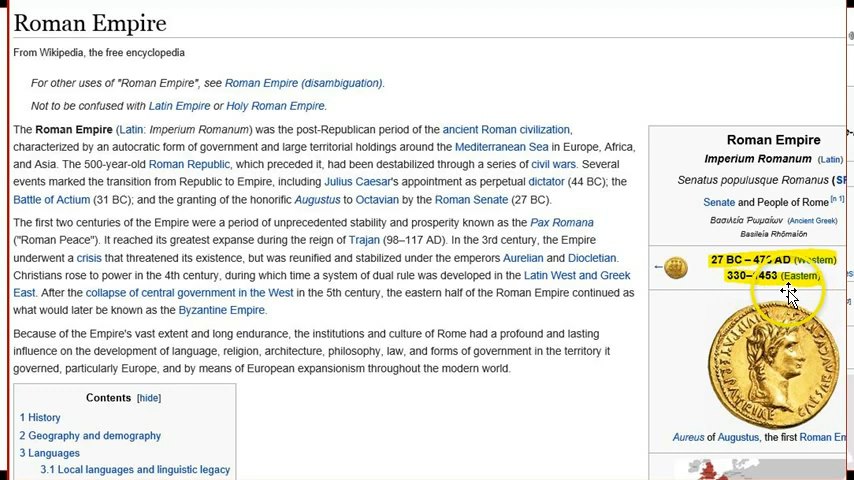 Roman Empire
From Wikipedia, the free encyclopedia
For other uses of "Roman Empire", see Roman Empire (disambiguation).
Not to be confused with Latin Empire or Holy Roman Empire.
The Roman Empire (Latin: Imperium Romanum) was the post-Republican period of the ancient Roman civilization,
characterized by an autocratic form of government and large territorial holdings around the Mediterranean Sea in Europe, Africa,
and Asia. The 500-year-old Roman Republic, which preceded it, had been destabilized through a series of civil wars. Several
events marked the transition from Republic to Empire, including Julius Caesar's appointment as perpetual dictator (44 BC); the
Battle of Actium (31 BC); and the granting of the honorific Augustus to Octavian by the Roman Senate (27 BC).
The first two centuries of the Empire were a period of unprecedented stability and prosperity known as the Pax Romana
("Roman Peace"). It reached its greatest expanse during the reign of Trajan (98–117 AD). In the 3rd century, the Empire
underwent a crisis that threatened its existence, but was reunified and stabilized under the emperors Aurelian and Diocletian.
Christians rose to power in the 4th century, during which time a system of dual rule was developed in the Latin West and Greek
East. After the collapse of central government in the West in the 5th century, the eastern half of the Roman Empire continued as
what would later be known as the Byzantine Empire.
Because of the Empire's vast extent and long endurance, the institutions and culture of Rome had a profound and lasting
influence on the development of language, religion, architecture, philosophy, law, and forms of government in the territory it
governed, particularly Europe, and by means of European expansionism throughout the modern world.
Contents [hide]
1 History
2 Geography and demography
3 Languages
3.1 Local languages and linguistic legacy
Roman Empire
Imperium Romanum (Latin)
Senatus populusque Romanus
Senate and People of Rome [n 1]
Βασιλεία Ῥωμαίων (Ancient Greek)
Basileía Rhōmaíōn
27 BC – 476 AD (Western)
330–1453 (Eastern)
Aureus of Augustus, the first Roman